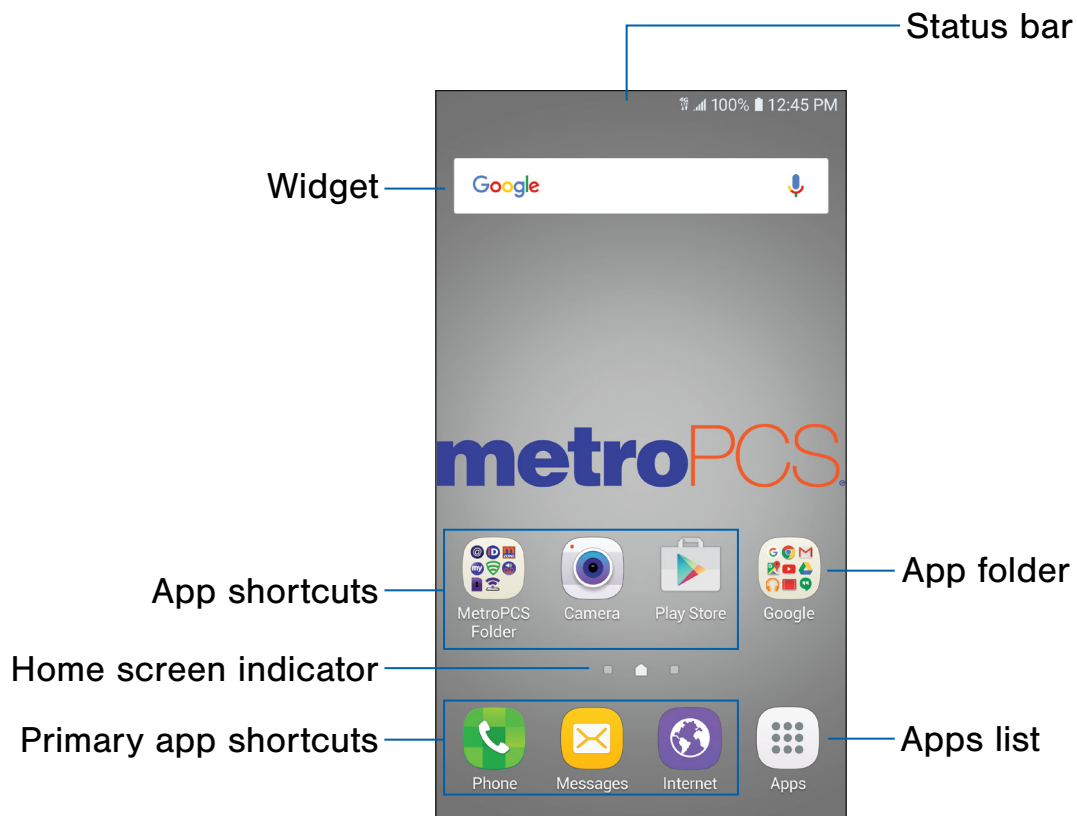 Status bar
4G 100% 12:45 PM
Widget
Google
metroPCS
App shortcuts
MetroPCS Folder
Camera
Play Store
Google
App folder
Home screen indicator
Primary app shortcuts
Phone
Messages
Internet
Apps
Apps list